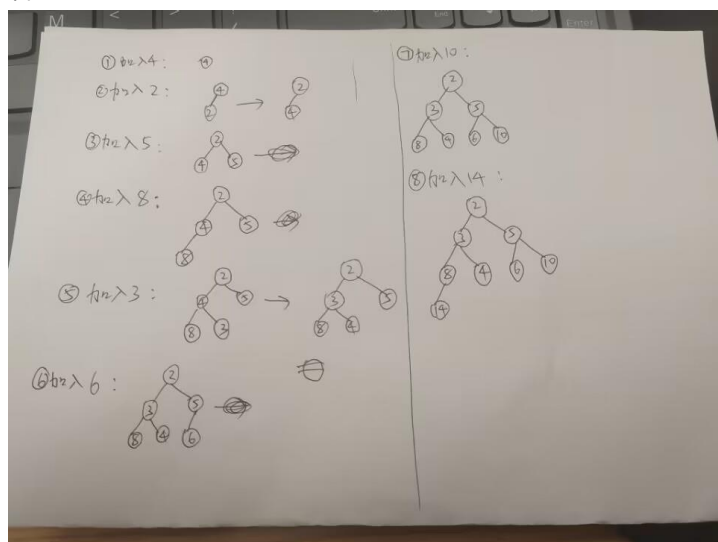 ①加入4: 4
②加入2: 4 2 → 2 4
③加入5: 2 4 5
④加入8: 2 4 5 8
⑤加入3: 2 4 5 8 3 → 2 3 5 8 4
⑥加入6: 2 3 5 8 4 6
⑦加入10:
2
3 5
8 9 6 10
⑧加入14:
2
3 5
8 4 6 10
14